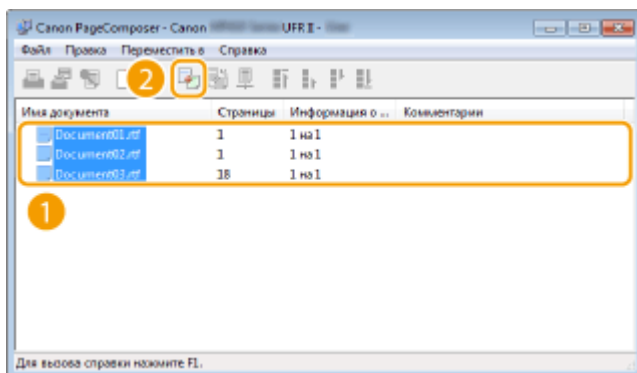 Canon PageComposer - Canon UFR II -
Файл Правка Переместить в Справка
2
Имя документа Страницы Информация о ... Комментарии
Document01.rtf 1 1 на 1
Document02.rtf 1 1 на 1
Document03.rtf 18 1 на 1
1
Для вызова справки нажмите F1.